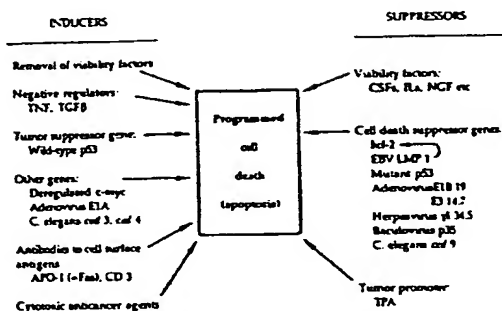 INDUCERS
Removal of viability factors
Negative regulators:
TNF, TGFβ
Tumor suppressor gene:
Wild-type p53
Other genes:
Deregulated c-myc
Adenovirus E1A
C. elegans ced 3, ced 4
Antibodies to cell surface
antigens
APO-1 (=Fas), CD 3
Cytotoxic anticancer agents
Programmed
cell
death
(apoptosis)
SUPPRESSORS
Viability factors:
CSFs, ILs, NGF etc
Cell death suppressor genes:
bcl-2
EBV LMP 1
Mutant p53
Adenovirus E1B 19
E3 14.7
Herpesvirus γ1 34.5
Baculovirus p35
C. elegans ced 9
Tumor promoter
TPA